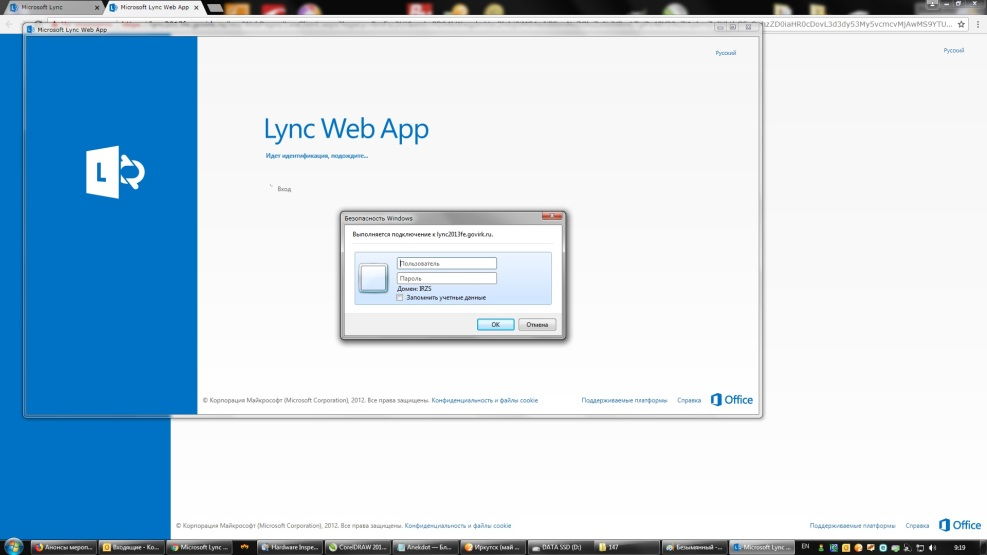 Microsoft Lync
Microsoft Lync Web App
Microsoft Lync Web App
Русский
Русский
Lync Web App
Идет идентификация, подождите...
Вход
L
Безопасность Windows
Выполняется подключение к lync2013fe.govirk.ru.
Пользователь
Пароль
Домен: IRZS
Запомнить учетные данные
ОК
Отмена
© Корпорация Майкрософт (Microsoft Corporation), 2012. Все права защищены. Конфиденциальность и файлы cookie
Поддерживаемые платформы Справка Office
© Корпорация Майкрософт (Microsoft Corporation), 2012. Все права защищены. Конфиденциальность и файлы cookie
Поддерживаемые платформы Справка Office
Анонсы мероп... Входящие - Ko... Microsoft Lync ... Hardware Inspe... CorelDRAW 201... Anekdot — Бл... Иркутск (май ... DATA SSD (D:) 147 Безымянный -... Microsoft Lync ... EN 9:19